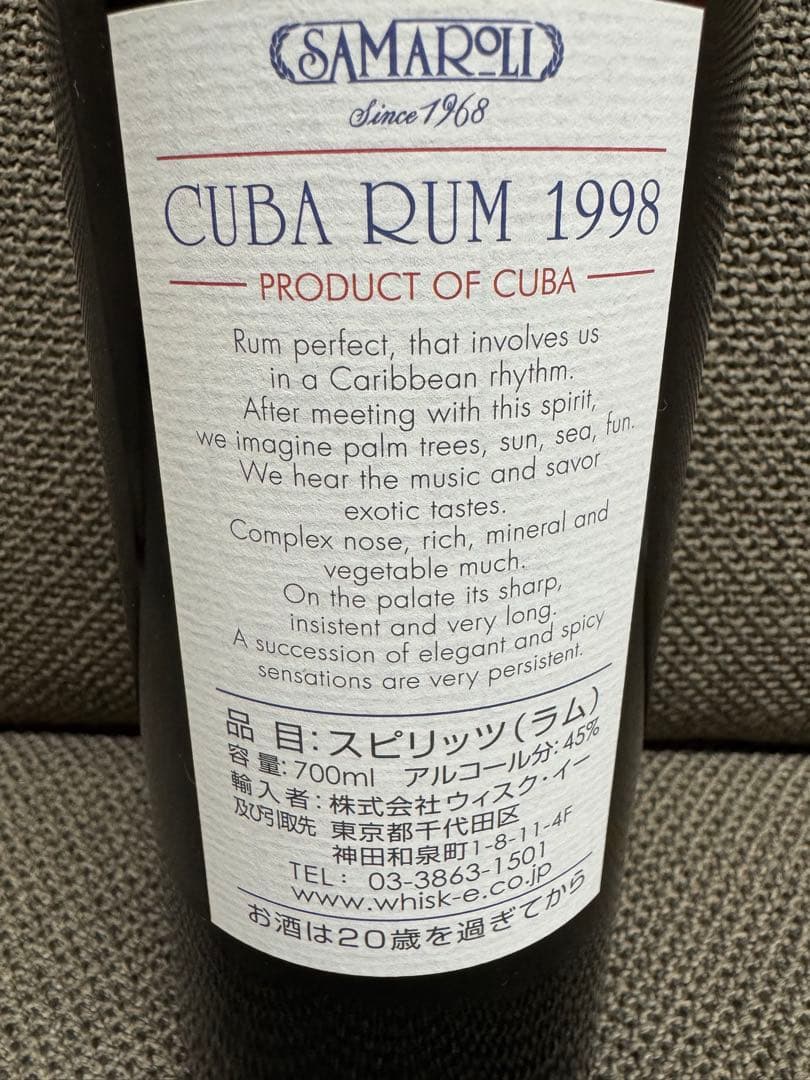 SAMAROLI
Since 1968
CUBA RUM 1998
PRODUCT OF CUBA
Rum perfect, that involves us
in a Caribbean rhythm.
After meeting with this spirit,
we imagine palm trees, sun, sea, fun.
We hear the music and savor
exotic tastes.
Complex nose, rich, mineral and
vegetable much.
On the palate its sharp,
insistent and very long.
A succession of elegant and spicy
sensations are very persistent.
品 目:スピリッツ(ラム)
容 量:700ml アルコール分:45%
輸入者:株式会社ウィスク・イー
及び引取先 東京都千代田区
神田和泉町1-8-11-4F
TEL: 03-3863-1501
www.whisk-e.co.jp
お酒は20歳を過ぎてから